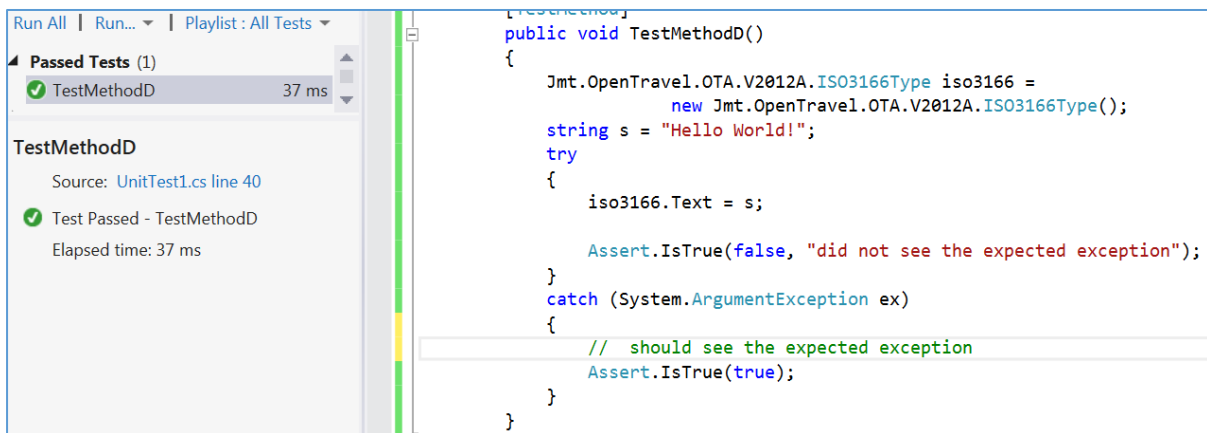 Run All | Run... | Playlist : All Tests
Passed Tests (1)
TestMethodD 37 ms
TestMethodD
Source: UnitTest1.cs line 40
Test Passed - TestMethodD
Elapsed time: 37 ms
[TestMethod]
public void TestMethodD()
{
Jmt.OpenTravel.OTA.V2012A.ISO3166Type iso3166 =
new Jmt.OpenTravel.OTA.V2012A.ISO3166Type();
string s = "Hello World!";
try
{
iso3166.Text = s;
Assert.IsTrue(false, "did not see the expected exception");
}
catch (System.ArgumentException ex)
{
//  should see the expected exception
Assert.IsTrue(true);
}
}